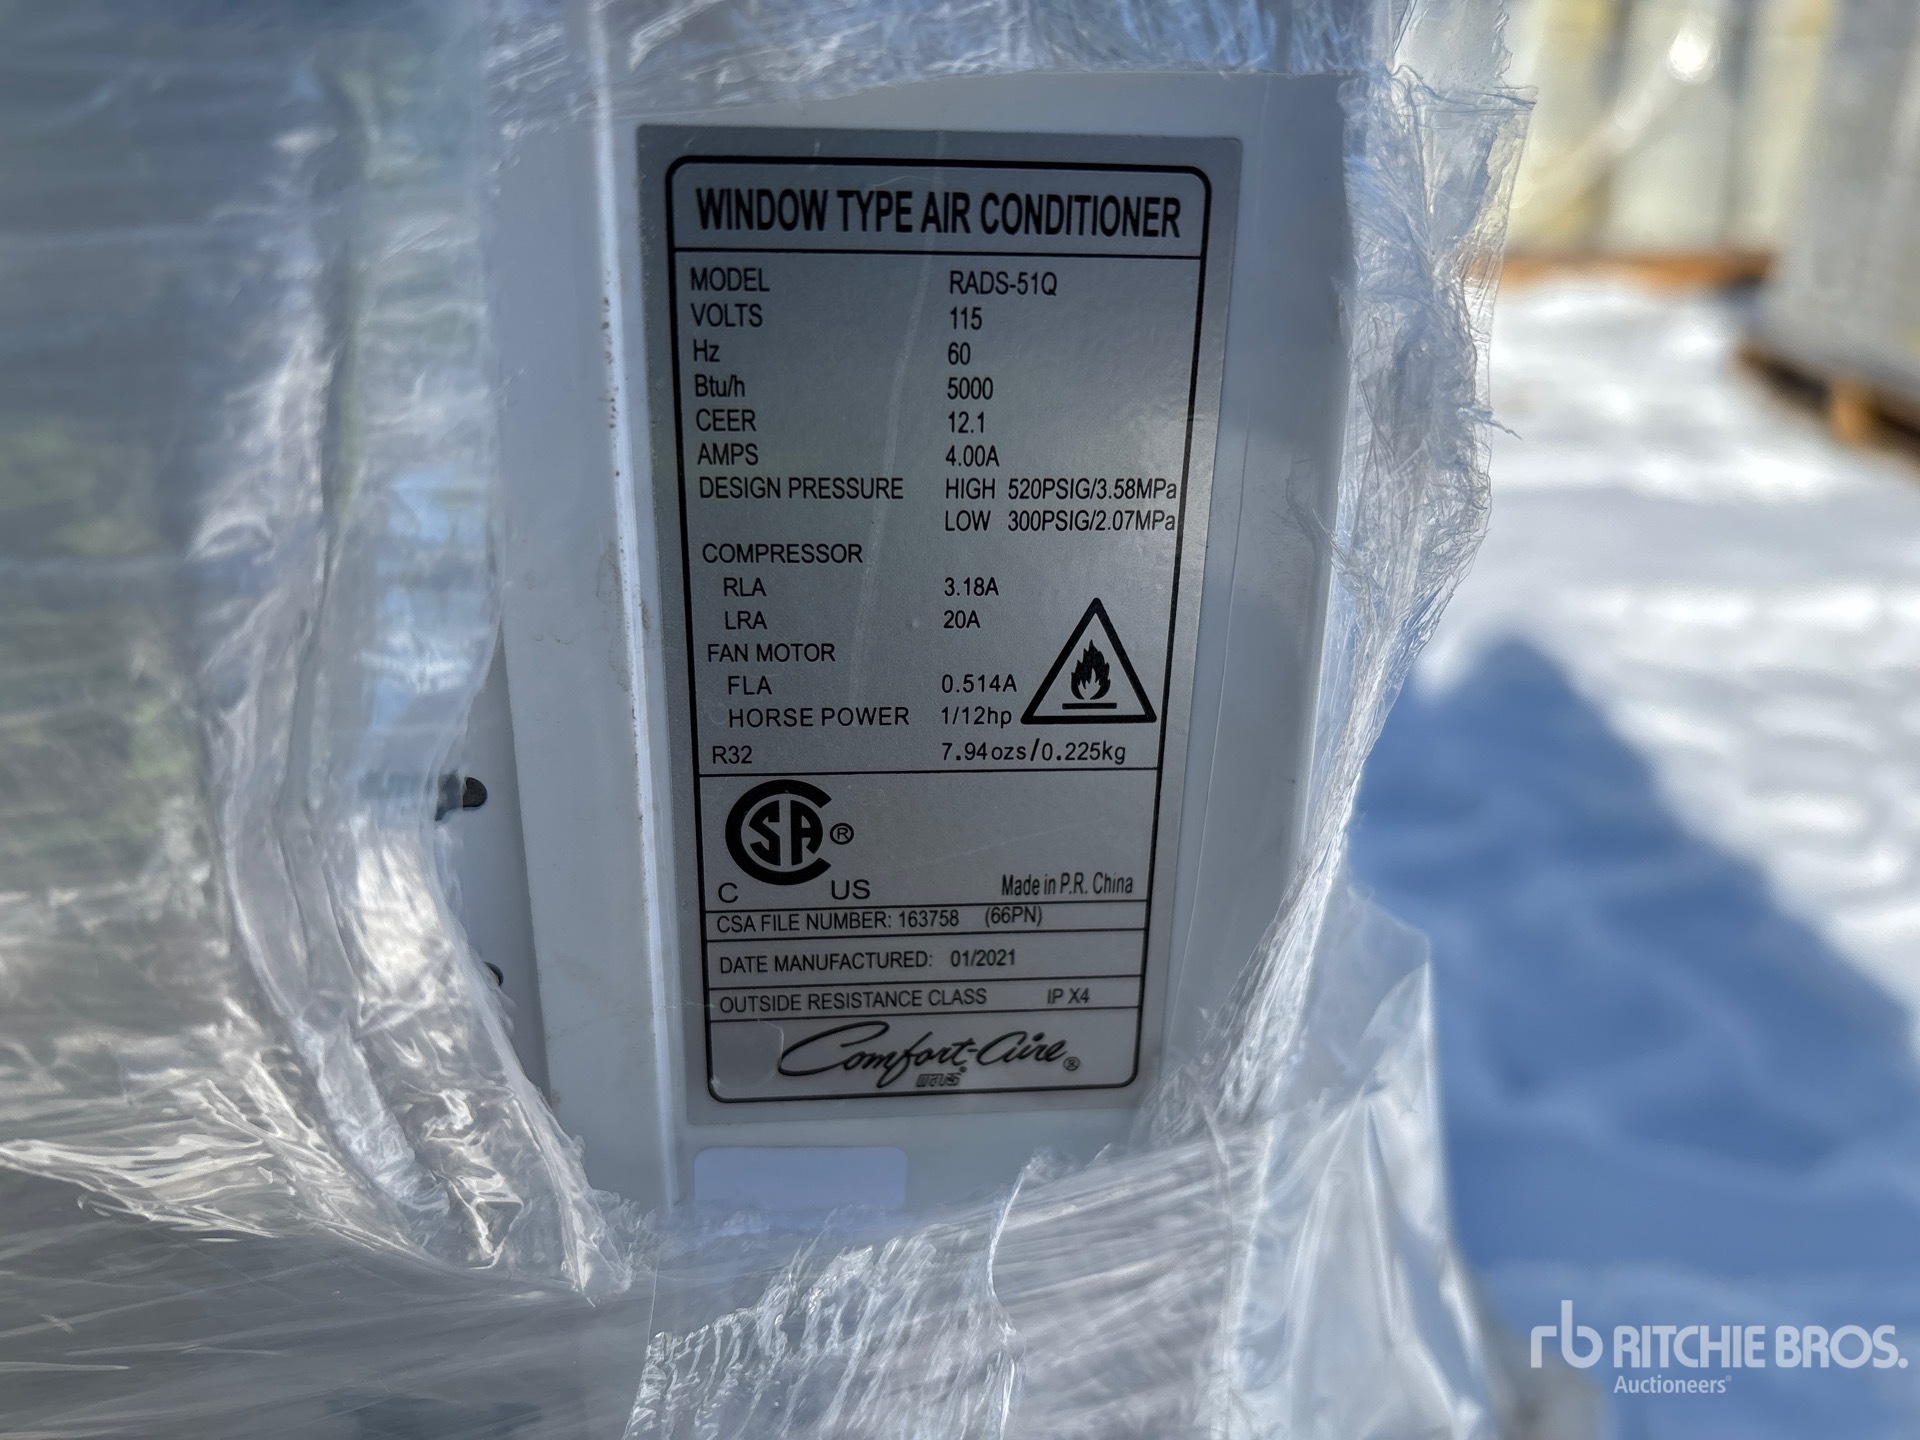 WINDOW TYPE AIR CONDITIONER
MODEL RADS-51Q
VOLTS 115
Hz 60
Btu/h 5000
CEER 12.1
AMPS 4.00A
DESIGN PRESSURE HIGH 520PSIG/3.58MPa
LOW 300PSIG/2.07MPa
COMPRESSOR
RLA 3.18A
LRA 20A
FAN MOTOR
FLA 0.514A
HORSE POWER 1/12hp
R32 7.94ozs/0.225kg
CSA ®
C US Made in P.R. China
CSA FILE NUMBER: 163758 (66PN)
DATE MANUFACTURED: 01/2021
OUTSIDE RESISTANCE CLASS IP X4
Comfort-Aire®
rb RITCHIE BROS.
Auctioneers